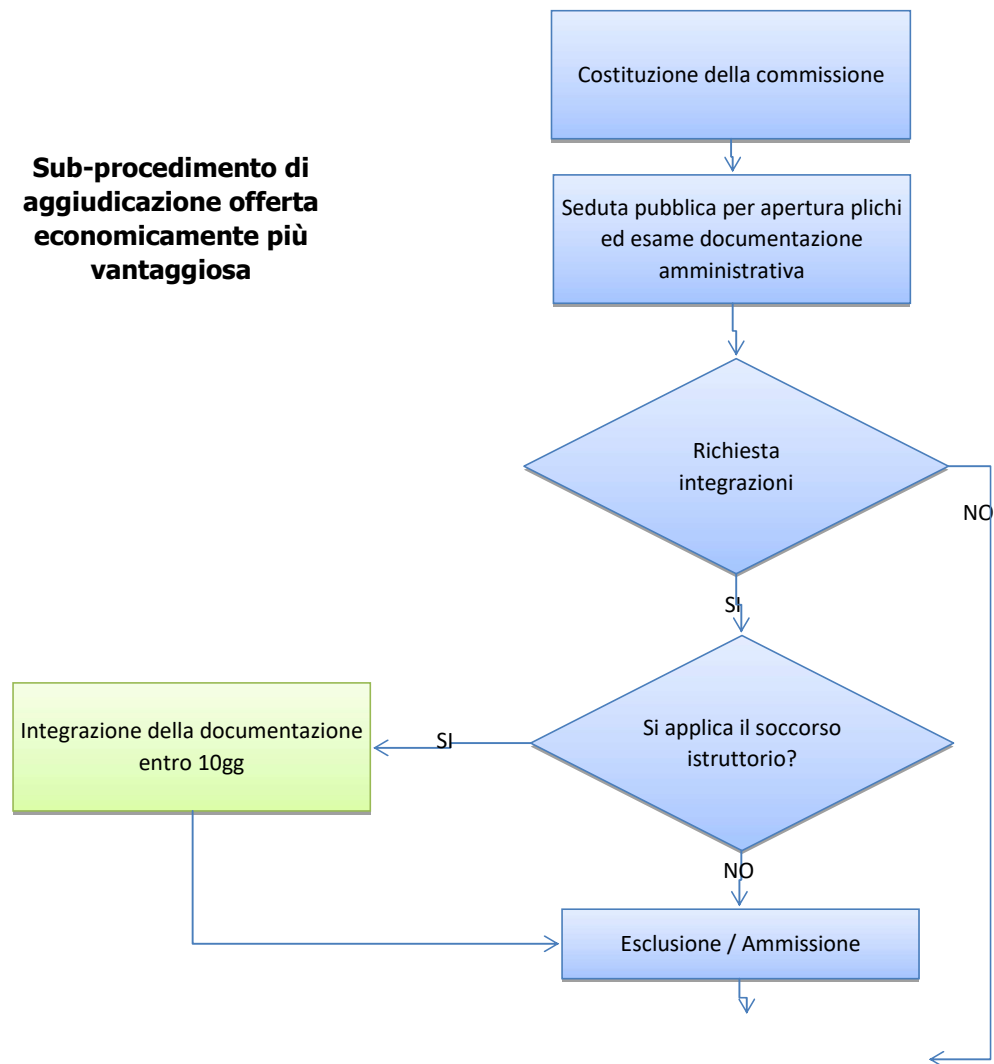 Costituzione della commissione
Sub-procedimento di
aggiudicazione offerta
economicamente più
vantaggiosa
Seduta pubblica per apertura plichi
ed esame documentazione
amministrativa
Richiesta
integrazioni
NO
SI
Si applica il soccorso
istruttorio?
SI
Integrazione della documentazione
entro 10gg
NO
Esclusione / Ammissione